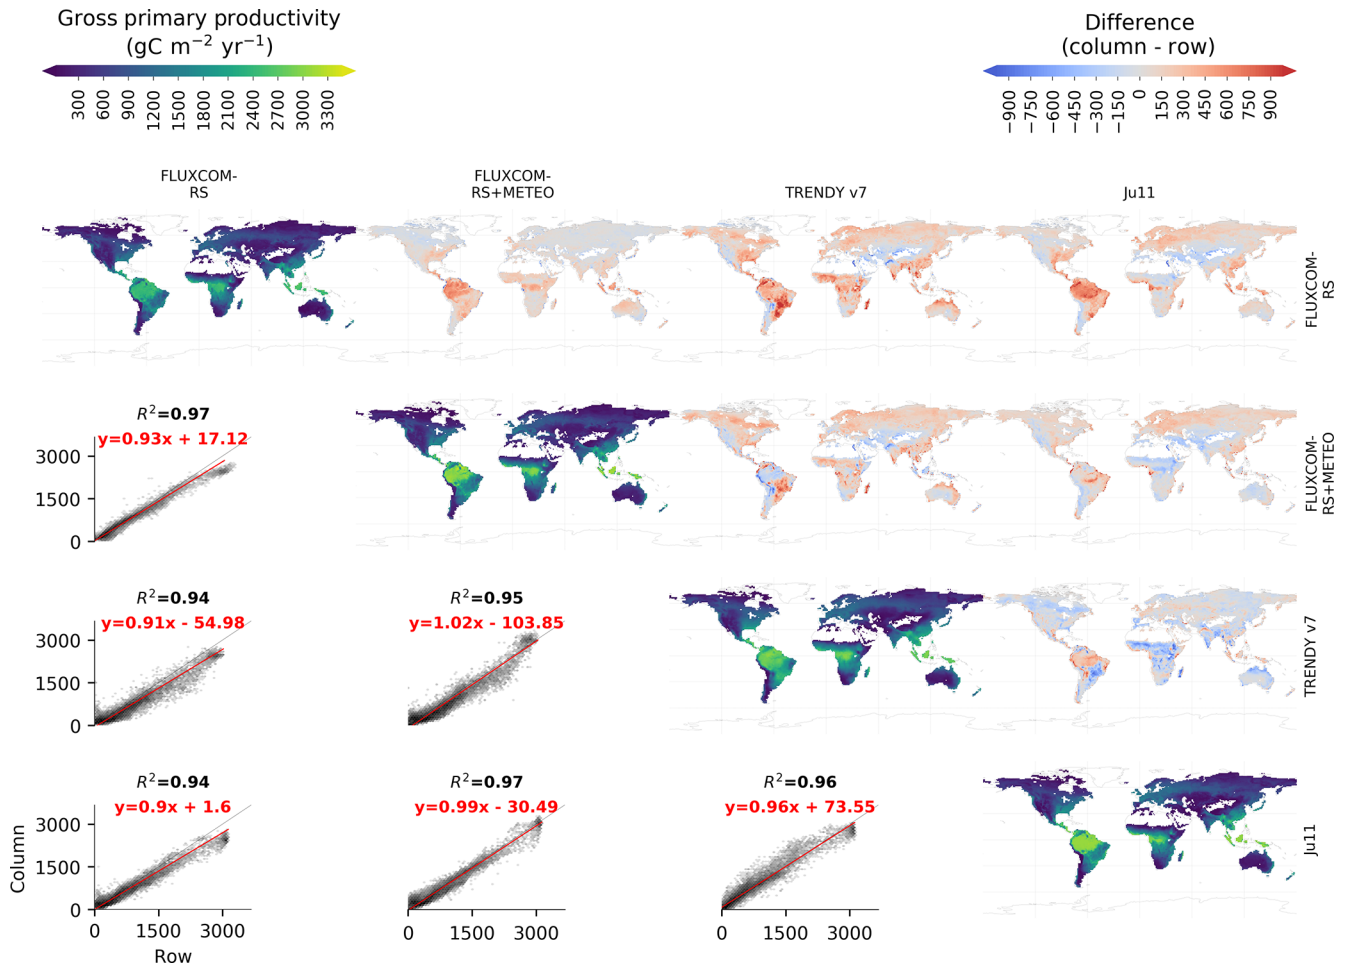 Gross primary productivity
(gC m⁻² yr⁻¹)
300 600 900 1200 1500 1800 2100 2400 2700 3000 3300
Difference
(column - row)
−900 −750 −600 −450 −300 −150 0 150 300 450 600 750 900
FLUXCOM-
RS
FLUXCOM-
RS+METEO
TRENDY v7
Ju11
FLUXCOM-
RS
R²=0.97
y=0.93x + 17.12
3000
1500
0
FLUXCOM-
RS+METEO
R²=0.94
y=0.91x - 54.98
3000
1500
0
R²=0.95
y=1.02x - 103.85
TRENDY v7
R²=0.94
y=0.9x + 1.6
3000
1500
0
Column
0 1500 3000
Row
R²=0.97
y=0.99x - 30.49
0 1500 3000
R²=0.96
y=0.96x + 73.55
0 1500 3000
Ju11